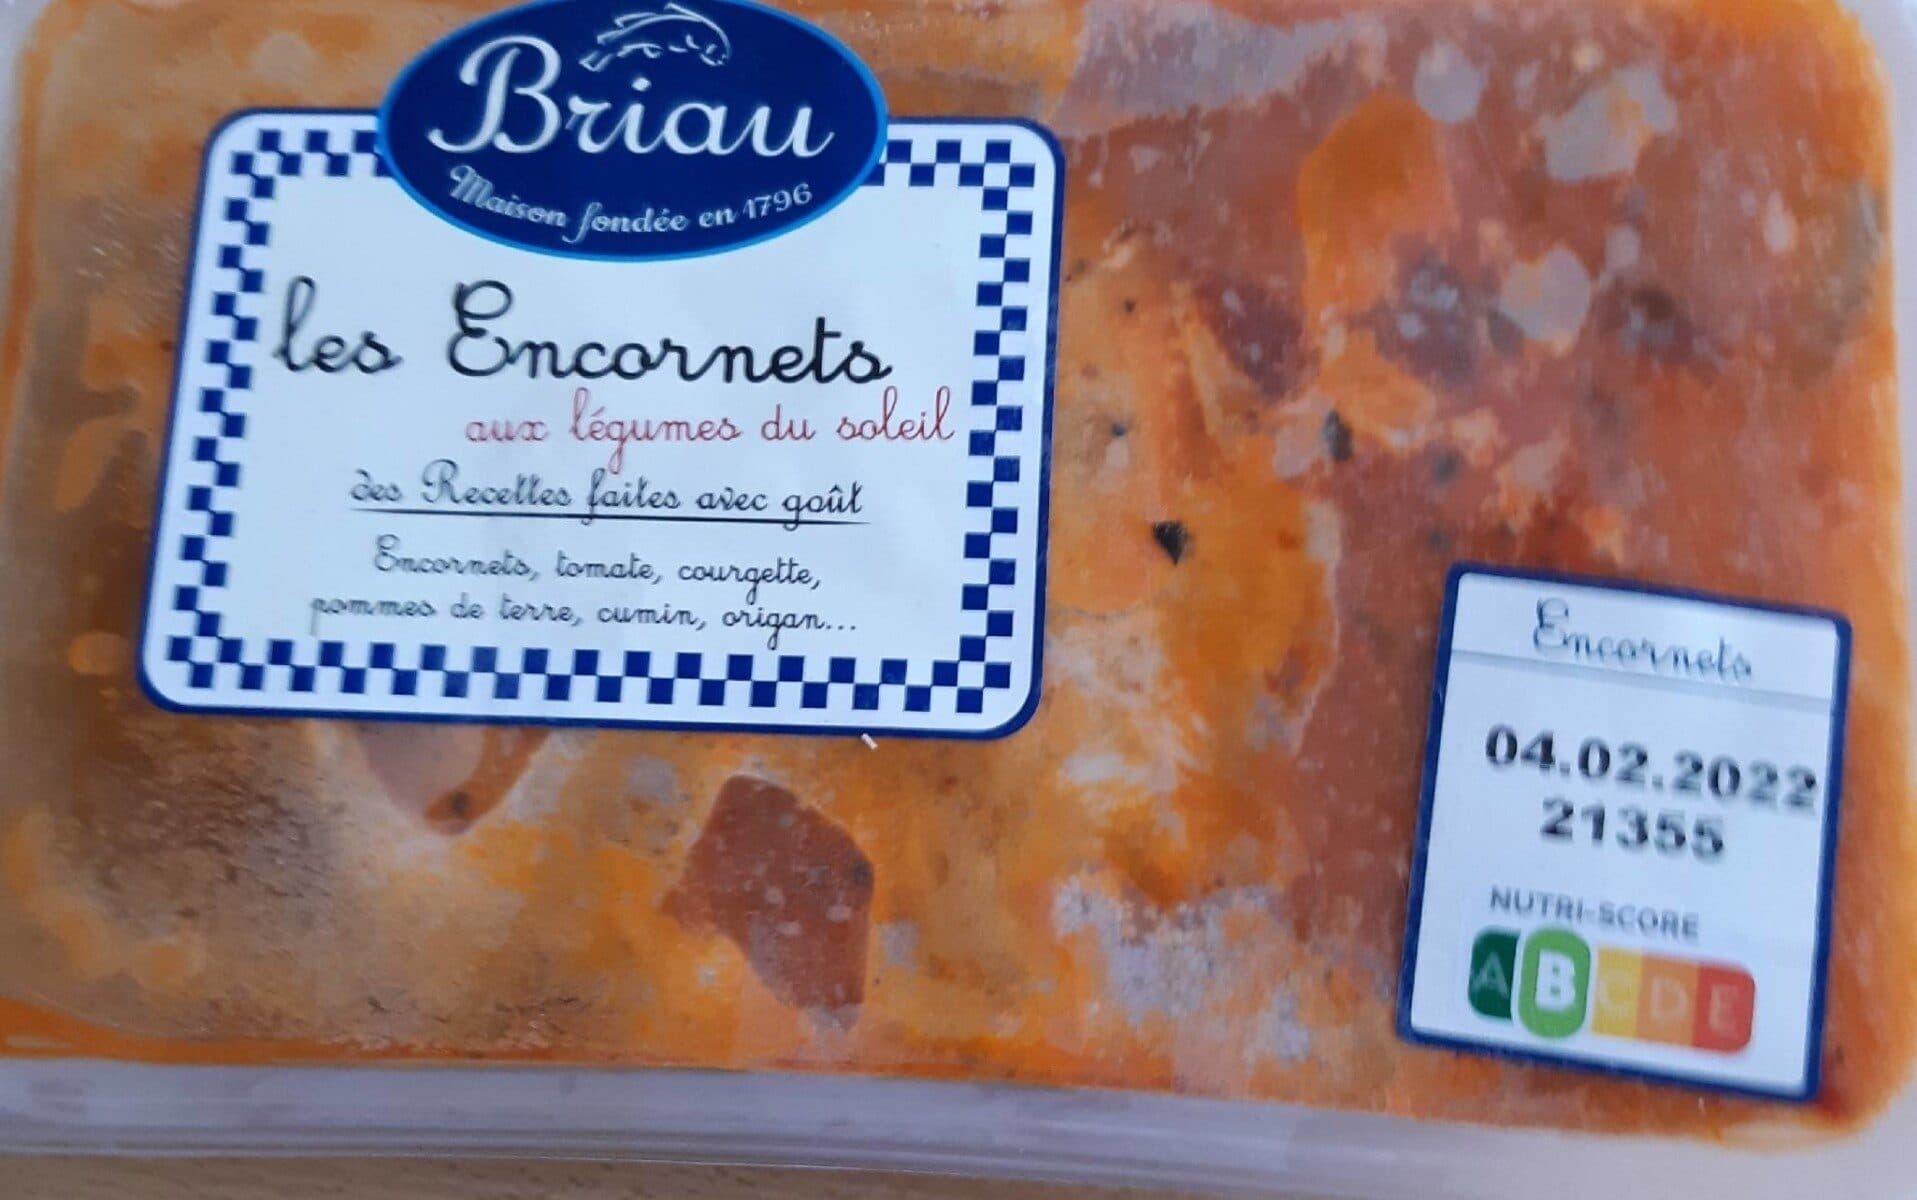 Briau
Maison fondée en 1796
les Encornets
aux légumes du soleil
des Recettes faites avec goût
Encornets, tomate, courgette,
pommes de terre, cumin, origan...
Encornets
04.02.2022
21355
NUTRI-SCORE
A B C D E